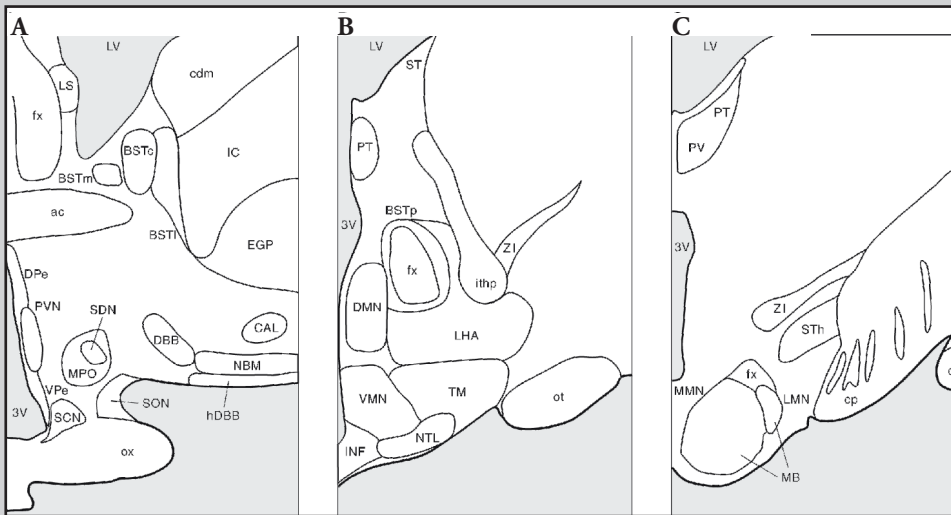 A
LV
LS
cdm
fx
BSTc
IC
BSTm
ac
BSTl
EGP
DPe
PVN
SDN
DBB
CAL
MPO
NBM
VPe
SCN
SON
hDBB
3V
ox
B
LV
ST
PT
BSTp
3V
ZI
fx
ithp
DMN
LHA
VMN
TM
ot
NTL
INF
C
LV
PT
PV
3V
ZI
STh
fx
MMN
LMN
cp
MB